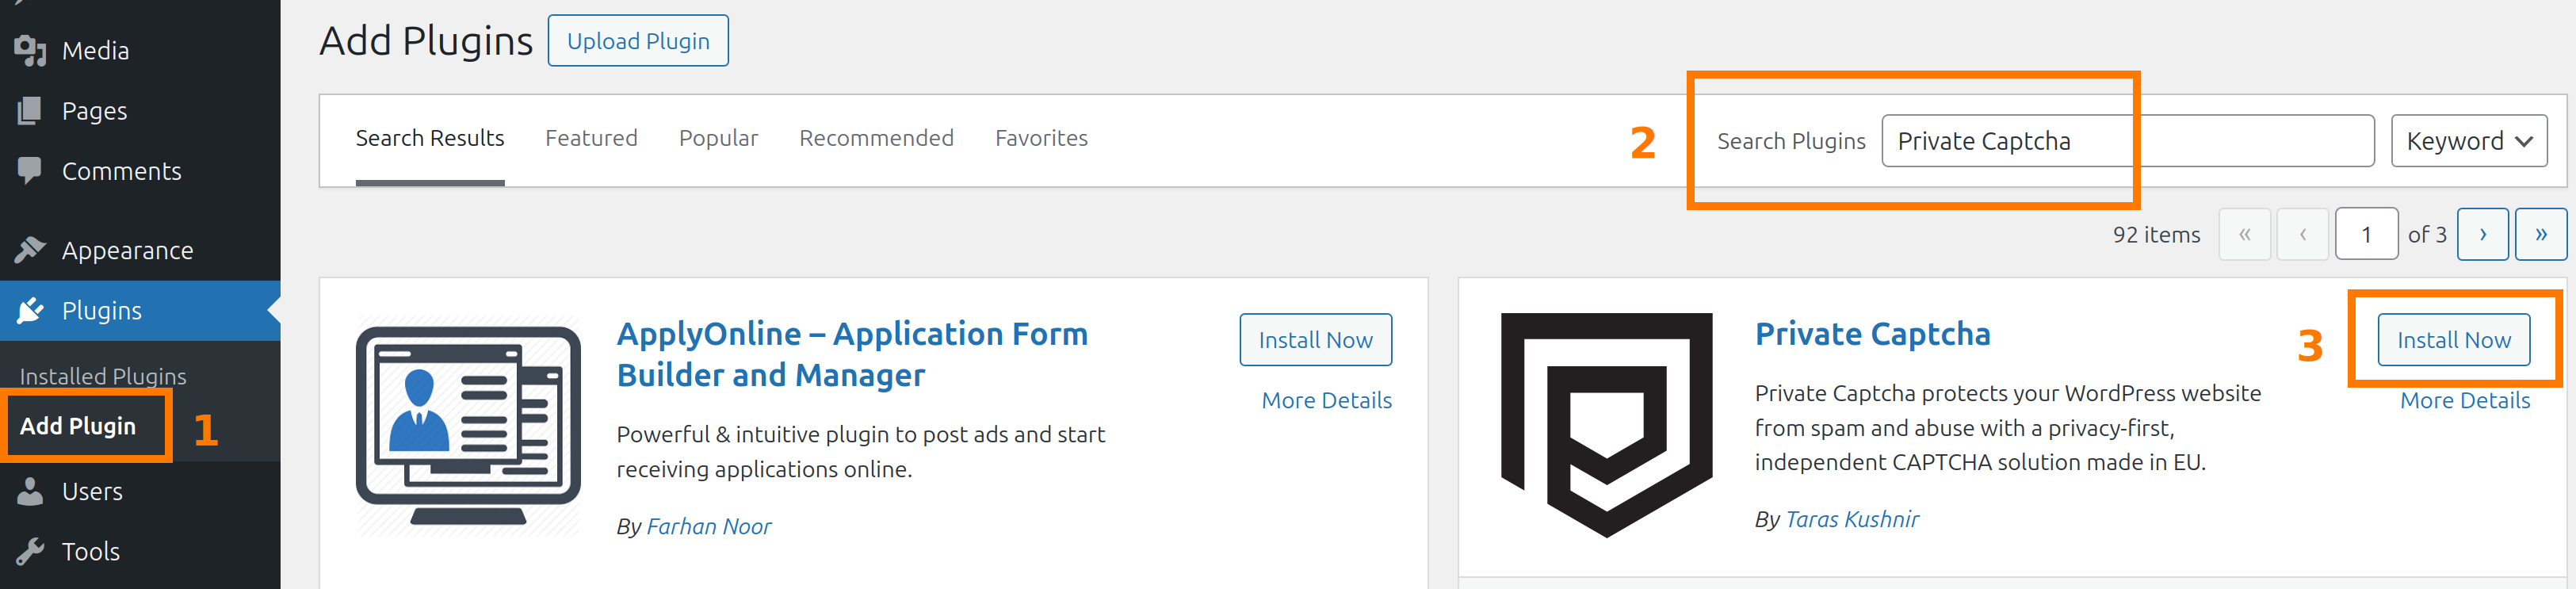 Media
Pages
Comments
Appearance
Plugins
Installed Plugins
Add Plugin
1
Users
Tools
Add Plugins
Upload Plugin
Search Results
Featured
Popular
Recommended
Favorites
2
Search Plugins
Private Captcha
Keyword
92 items
«
‹
1
of 3
›
»
ApplyOnline – Application Form
Builder and Manager
Install Now
More Details
Powerful & intuitive plugin to post ads and start
receiving applications online.
By Farhan Noor
Private Captcha
3
Install Now
More Details
Private Captcha protects your WordPress website
from spam and abuse with a privacy-first,
independent CAPTCHA solution made in EU.
By Taras Kushnir